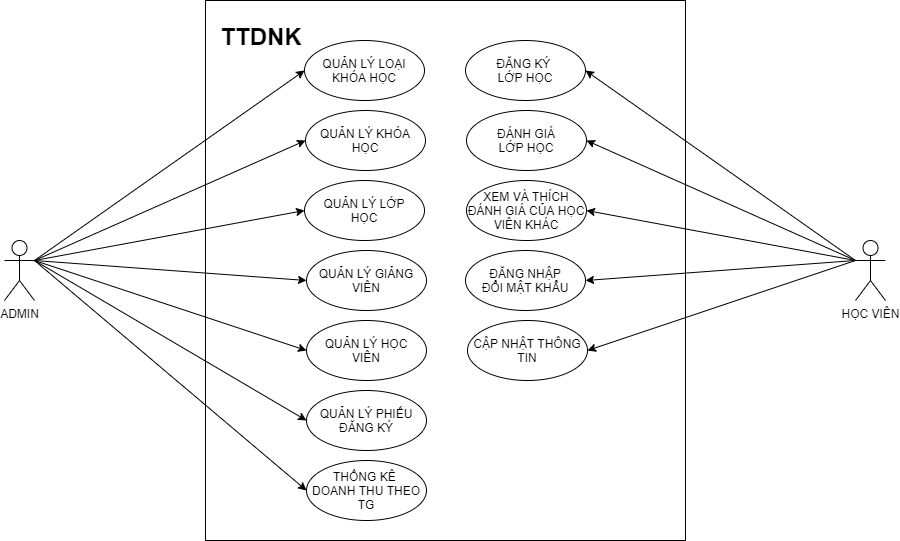 TTDNK
QUẢN LÝ LOẠI
KHÓA HỌC
QUẢN LÝ KHÓA
HỌC
QUẢN LÝ LỚP
HỌC
QUẢN LÝ GIẢNG
VIÊN
QUẢN LÝ HỌC
VIÊN
QUẢN LÝ PHIẾU
ĐĂNG KÝ
THỐNG KÊ
DOANH THU THEO
TG
ĐĂNG KÝ
LỚP HỌC
ĐÁNH GIÁ
LỚP HỌC
XEM VÀ THÍCH
ĐÁNH GIÁ CỦA HỌC
VIÊN KHÁC
ĐĂNG NHẬP
ĐỔI MẬT KHẨU
CẬP NHẬT THÔNG
TIN
ADMIN
HỌC VIÊN